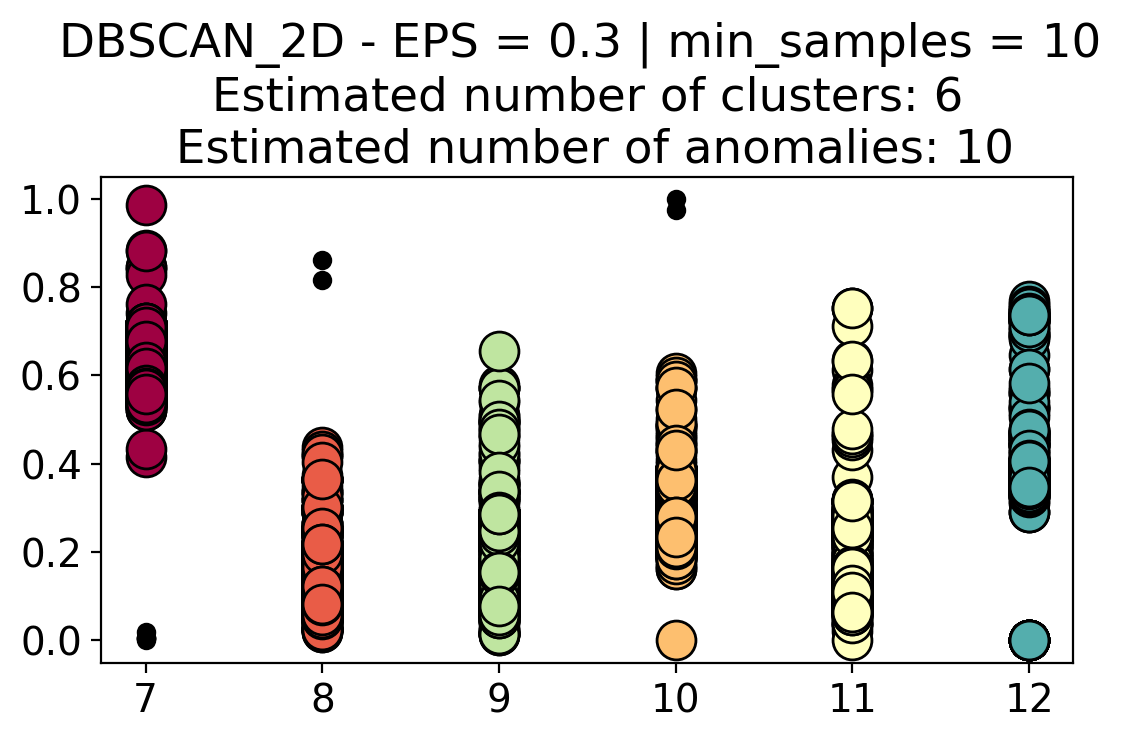 DBSCAN_2D - EPS = 0.3 | min_samples = 10
Estimated number of clusters: 6
Estimated number of anomalies: 10
1.0
0.8
0.6
0.4
0.2
0.0
7 8 9 10 11 12